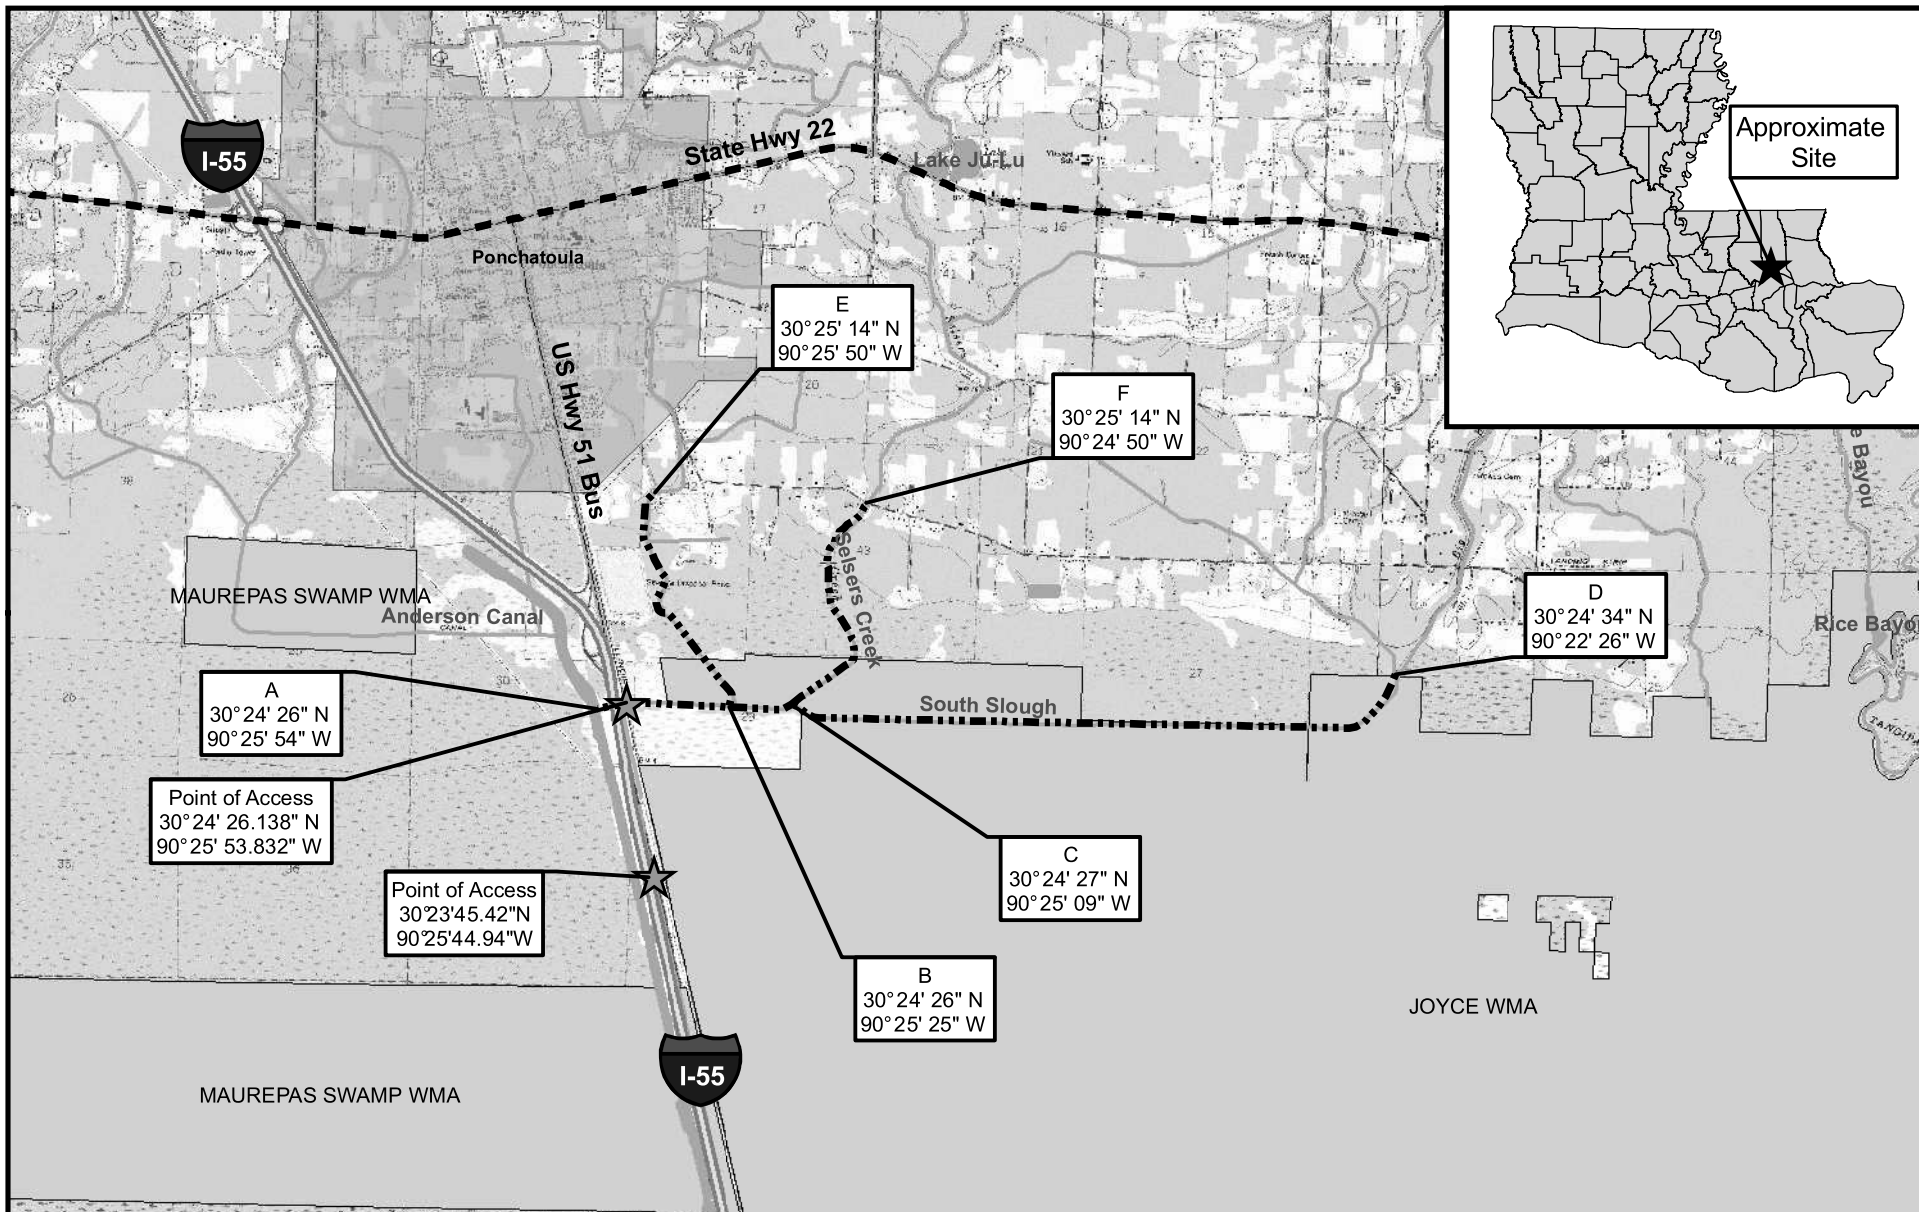 Approximate
Site
I-55
State Hwy 22
Lake Ju-Lu
Ponchatoula
US Hwy 51 Bus
E
30° 25' 14" N
90° 25' 50" W
F
30° 25' 14" N
90° 24' 50" W
e Bayou
Selsers Creek
MAUREPAS SWAMP WMA
Anderson Canal
CANAL
D
30° 24' 34" N
90° 22' 26" W
Rice Bayou
A
30° 24' 26" N
90° 25' 54" W
South Slough
Point of Access
30° 24' 26.138" N
90° 25' 53.832" W
Point of Access
30°23'45.42"N
90°25'44.94"W
C
30° 24' 27" N
90° 25' 09" W
B
30° 24' 26" N
90° 25' 25" W
JOYCE WMA
I-55
MAUREPAS SWAMP WMA